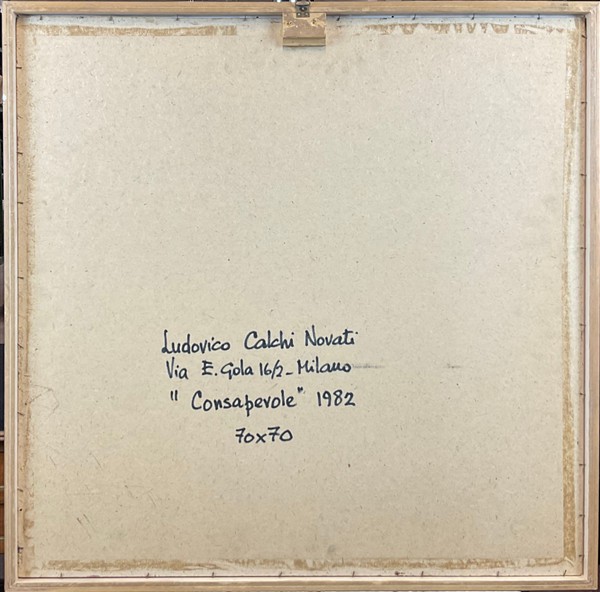 Ludovico Calchi Novati
Via E. Gola 16/2 - Milano
"Consapevole" 1982
70x70